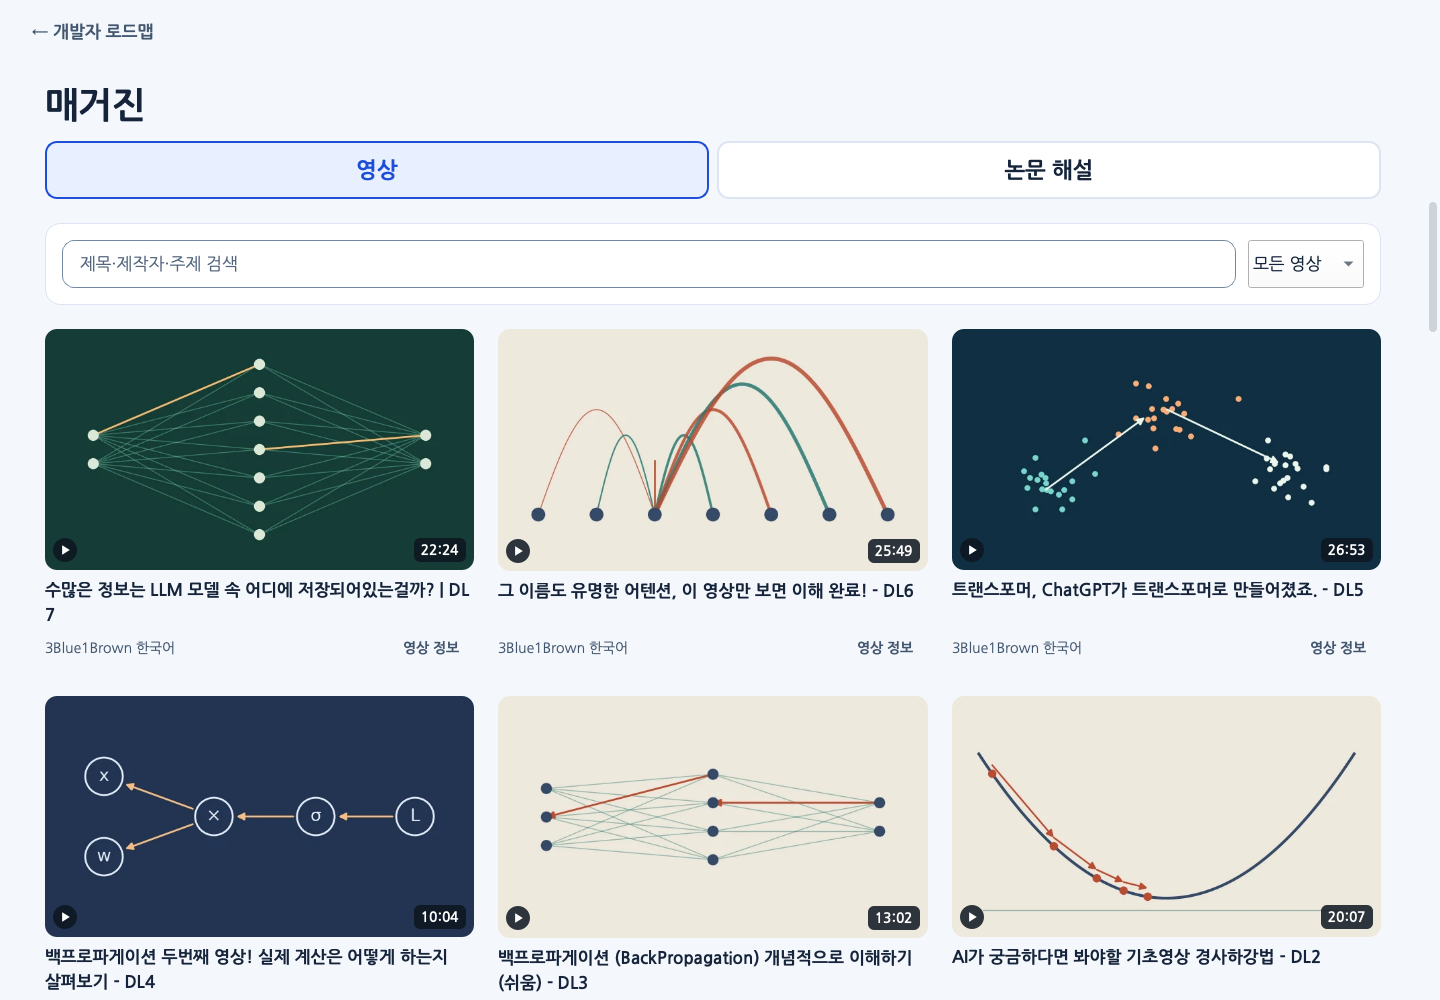 ← 개발자 로드맵
매거진
영상
논문 해설
제목·제작자·주제 검색
모든 영상
22:24
25:49
26:53
수많은 정보는 LLM 모델 속 어디에 저장되어있는걸까? | DL
7
그 이름도 유명한 어텐션, 이 영상만 보면 이해 완료! - DL6
트랜스포머, ChatGPT가 트랜스포머로 만들어졌죠. - DL5
3Blue1Brown 한국어
영상 정보
3Blue1Brown 한국어
영상 정보
3Blue1Brown 한국어
영상 정보
x
×
σ
L
w
10:04
13:02
20:07
백프로파게이션 두번째 영상! 실제 계산은 어떻게 하는지
살펴보기 - DL4
백프로파게이션 (BackPropagation) 개념적으로 이해하기
(쉬움) - DL3
AI가 궁금하다면 봐야할 기초영상 경사하강법 - DL2